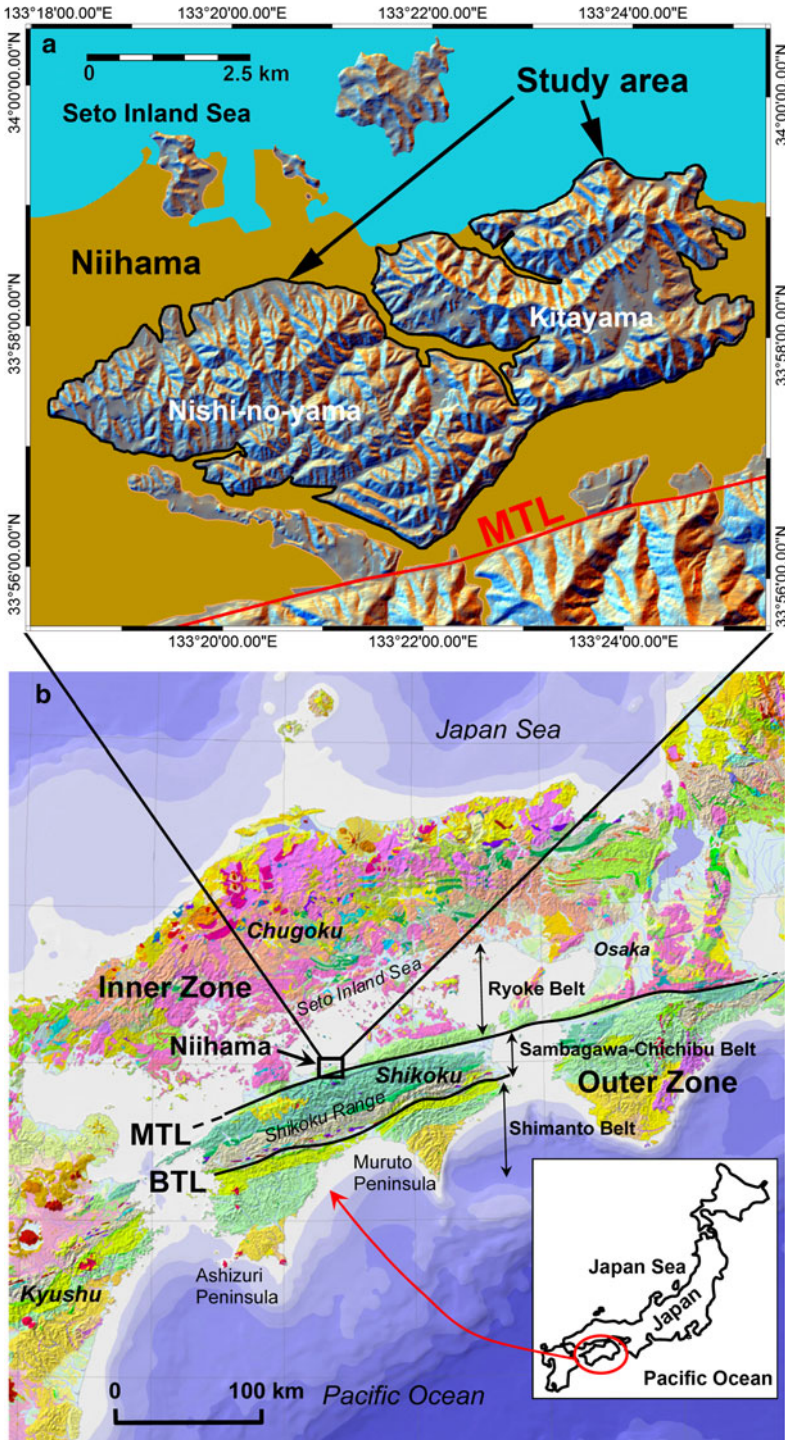 133°18'00.00"E 133°20'00.00"E 133°22'00.00"E 133°24'00.00"E
a
0 2.5 km
Study area
Seto Inland Sea
34°00'00.00"N
34°00'00.00"N
Niihama
33°58'00.00"N
33°58'00.00"N
Kitayama
Nishi-no-yama
MTL
33°56'00.00"N
33°56'00.00"N
133°20'00.00"E 133°22'00.00"E 133°24'00.00"E
b
Japan Sea
Chugoku
Osaka
Inner Zone
Seto Inland Sea
Ryoke Belt
Niihama
Sambagawa-Chichibu Belt
Shikoku
Outer Zone
Shikoku Range
MTL
Shimanto Belt
BTL
Muruto
Peninsula
Ashizuri
Peninsula
Kyushu
0 100 km
Pacific Ocean
Japan Sea
Japan
Pacific Ocean